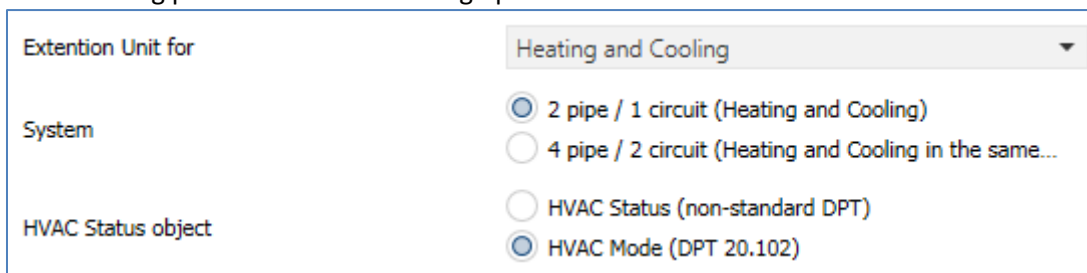 Extention Unit for
Heating and Cooling
System
2 pipe / 1 circuit (Heating and Cooling)
4 pipe / 2 circuit (Heating and Cooling in the same...
HVAC Status object
HVAC Status (non-standard DPT)
HVAC Mode (DPT 20.102)